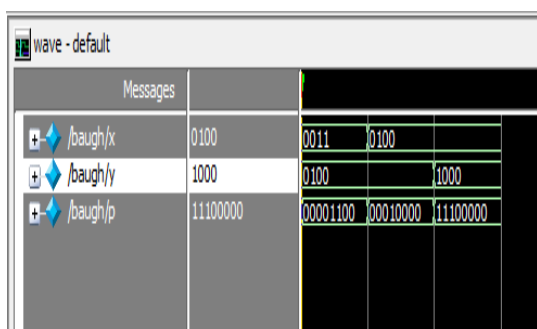 wave - default
Messages
/baugh/x 0100 0011 0100
/baugh/y 1000 0100 1000
/baugh/p 11100000 00001100 00010000 11100000